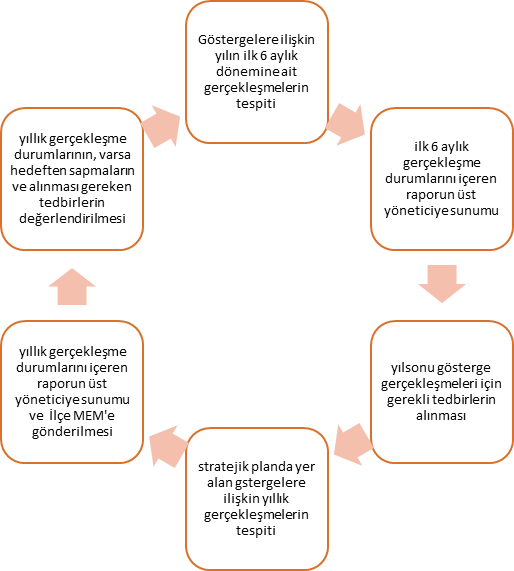 Göstergelere ilişkin
yılın ilk 6 aylık
dönemine ait
gerçekleşmelerin
tespiti
ilk 6 aylık
gerçekleşme
durumlarını içeren
raporun üst
yöneticiye sunumu
yılsonu gösterge
gerçekleşmeleri için
gerekli tedbirlerin
alınması
stratejik planda yer
alan gstergelere
ilişkin yıllık
gerçekleşmelerin
tespiti
yıllık gerçekleşme
durumlarını içeren
raporun üst
yöneticiye sunumu
ve İlçe MEM'e
gönderilmesi
yıllık gerçekleşme
durumlarının, varsa
hedeften sapmaların
ve alınması gereken
tedbirlerin
değerlendirilmesi